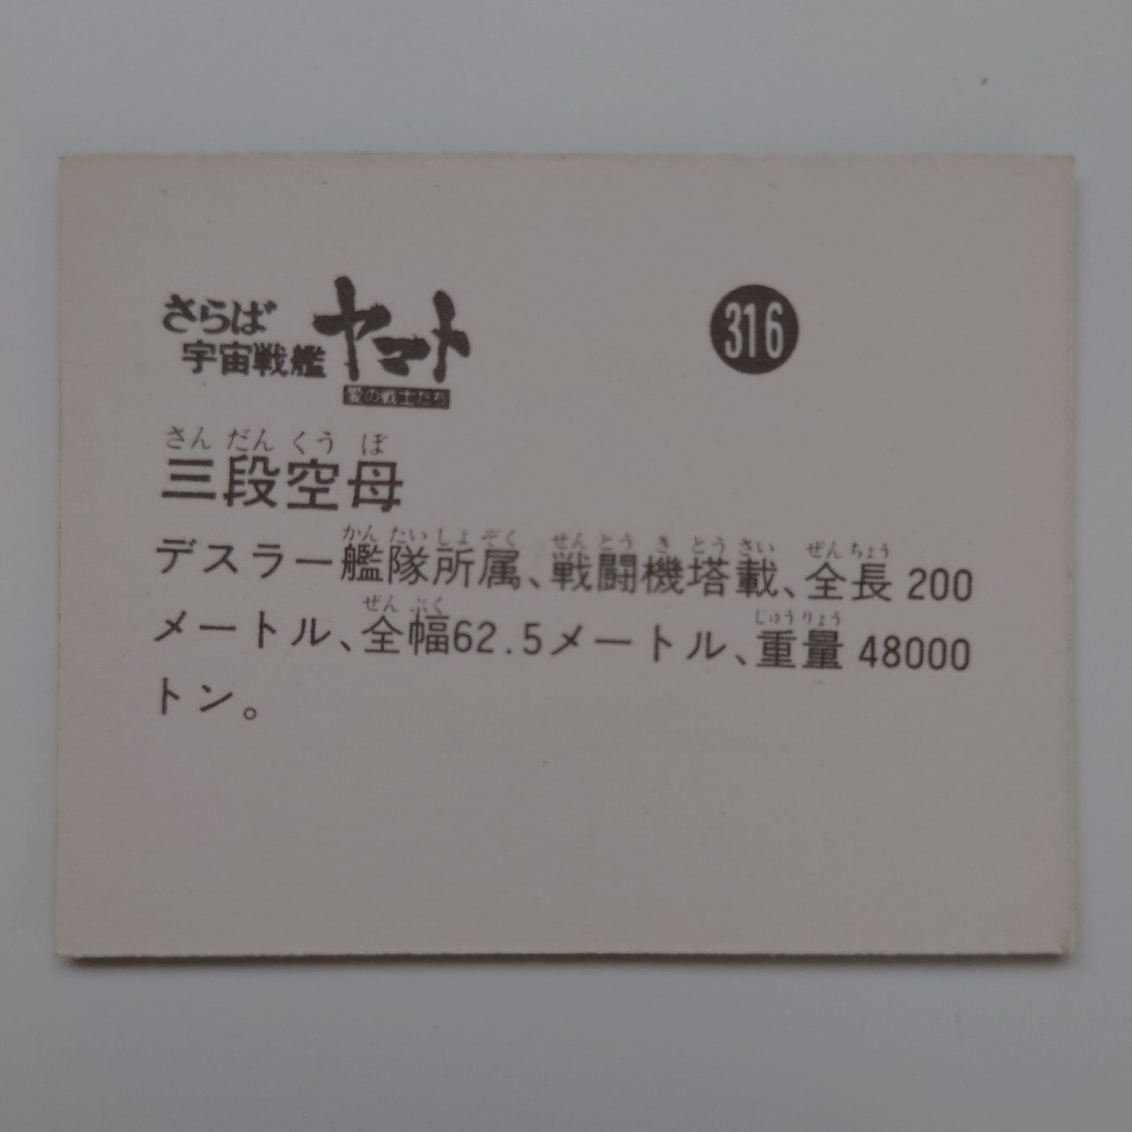 さらば
宇宙戦艦 ヤマト
愛の戦士たち
316
さん だん くう ぼ
三段空母
かん たい しょ ぞく せん とう き とう さい ぜん ちょう
デスラー艦隊所属、戦闘機塔載、全長 200
ぜん ぷく じゅう りょう
メートル、全幅62.5メートル、重量 48000
トン。